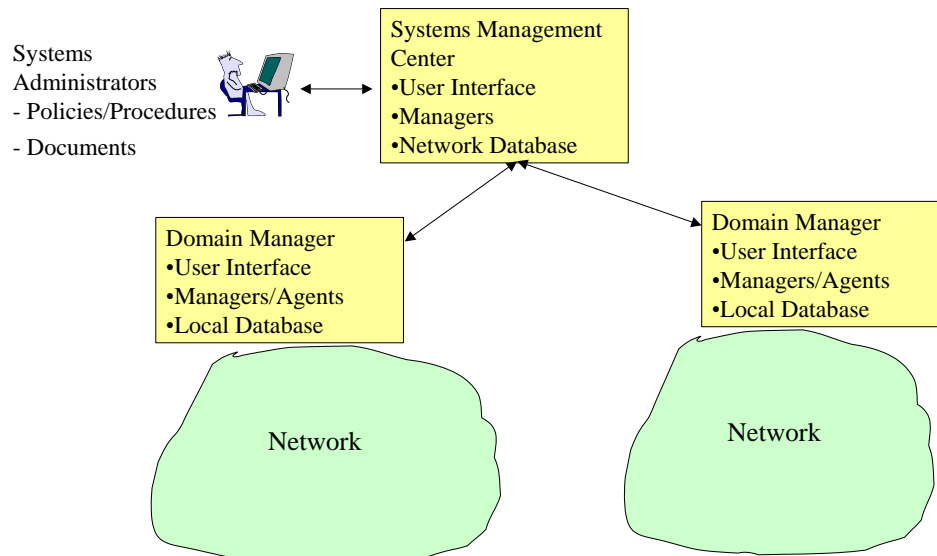 Systems
Administrators
- Policies/Procedures
- Documents
Systems Management
Center
•User Interface
•Managers
•Network Database
Domain Manager
•User Interface
•Managers/Agents
•Local Database
Domain Manager
•User Interface
•Managers/Agents
•Local Database
Network
Network